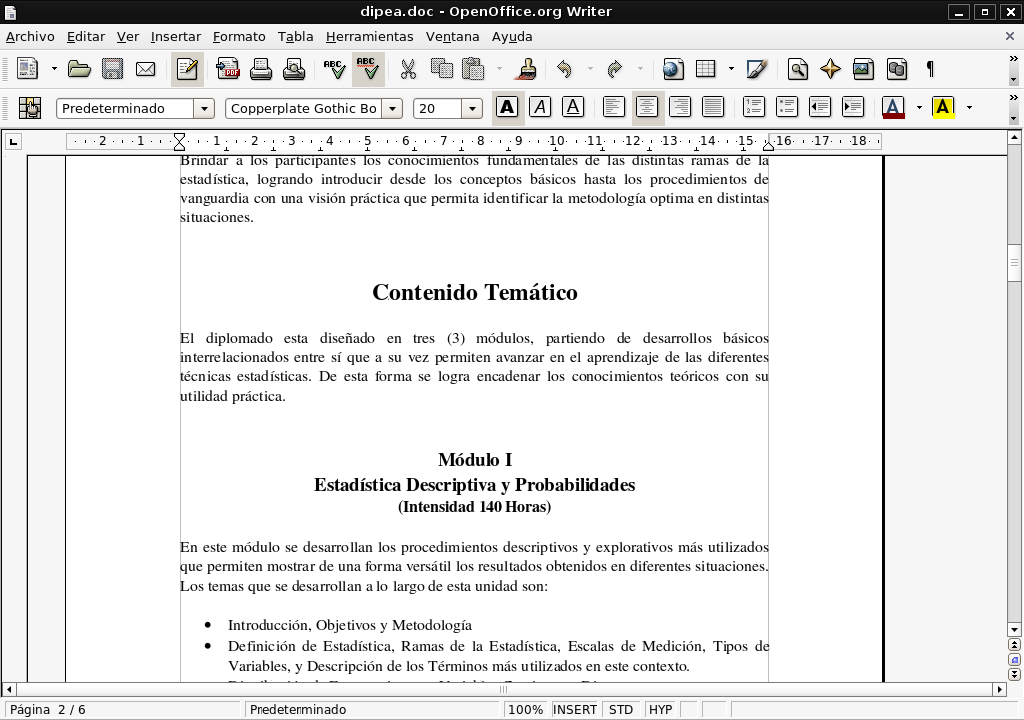 dipea.doc - OpenOffice.org Writer
Archivo Editar Ver Insertar Formato Tabla Herramientas Ventana Ayuda
Predeterminado Copperplate Gothic Bo 20
2 1 1 2 3 4 5 6 7 8 9 10 11 12 13 14 15 16 17 18
Brindar a los participantes los conocimientos fundamentales de las distintas ramas de la
estadística, logrando introducir desde los conceptos básicos hasta los procedimientos de
vanguardia con una visión práctica que permita identificar la metodología optima en distintas
situaciones.
Contenido Temático
El diplomado esta diseñado en tres (3) módulos, partiendo de desarrollos básicos
interrelacionados entre sí que a su vez permiten avanzar en el aprendizaje de las diferentes
técnicas estadísticas. De esta forma se logra encadenar los conocimientos teóricos con su
utilidad práctica.
Módulo I
Estadística Descriptiva y Probabilidades
(Intensidad 140 Horas)
En este módulo se desarrollan los procedimientos descriptivos y explorativos más utilizados
que permiten mostrar de una forma versátil los resultados obtenidos en diferentes situaciones.
Los temas que se desarrollan a lo largo de esta unidad son:
• Introducción, Objetivos y Metodología
• Definición de Estadística, Ramas de la Estadística, Escalas de Medición, Tipos de
Variables, y Descripción de los Términos más utilizados en este contexto.
Página 2 / 6 Predeterminado 100% INSERT STD HYP